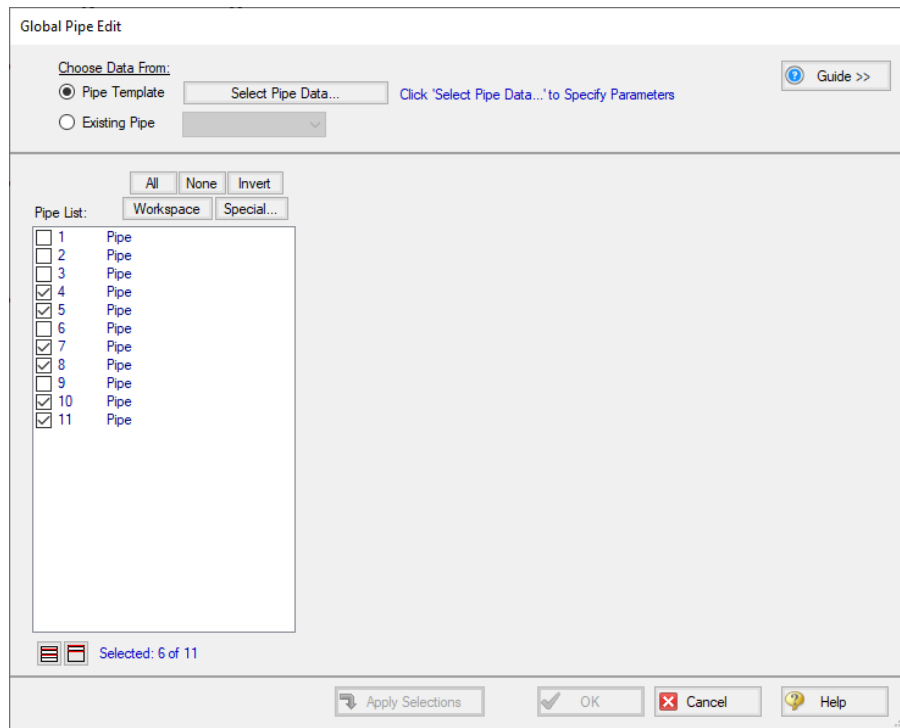 Global Pipe Edit
Choose Data From:
Pipe Template
Select Pipe Data...
Click 'Select Pipe Data...' to Specify Parameters
Guide >>
Existing Pipe
All None Invert
Pipe List:
Workspace Special...
1 Pipe
2 Pipe
3 Pipe
4 Pipe
5 Pipe
6 Pipe
7 Pipe
8 Pipe
9 Pipe
10 Pipe
11 Pipe
Selected: 6 of 11
Apply Selections OK Cancel Help